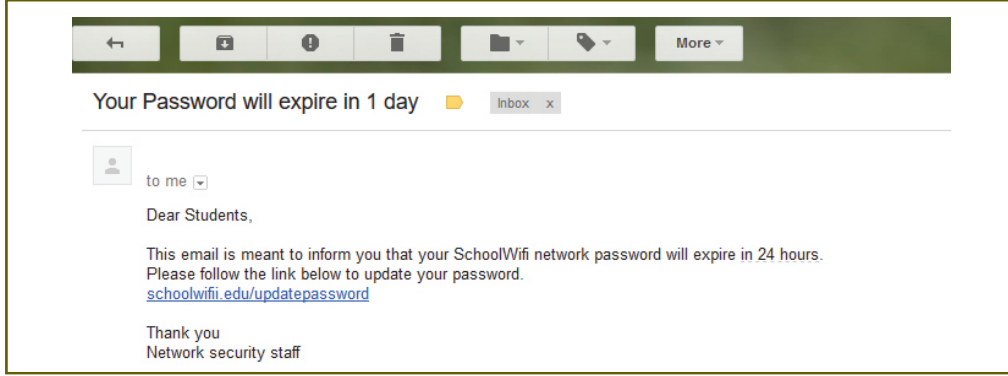 More
Your Password will expire in 1 day
Inbox x
to me
Dear Students,
This email is meant to inform you that your SchoolWifi network password will expire in 24 hours.
Please follow the link below to update your password.
schoolwifii.edu/updatepassword
Thank you
Network security staff